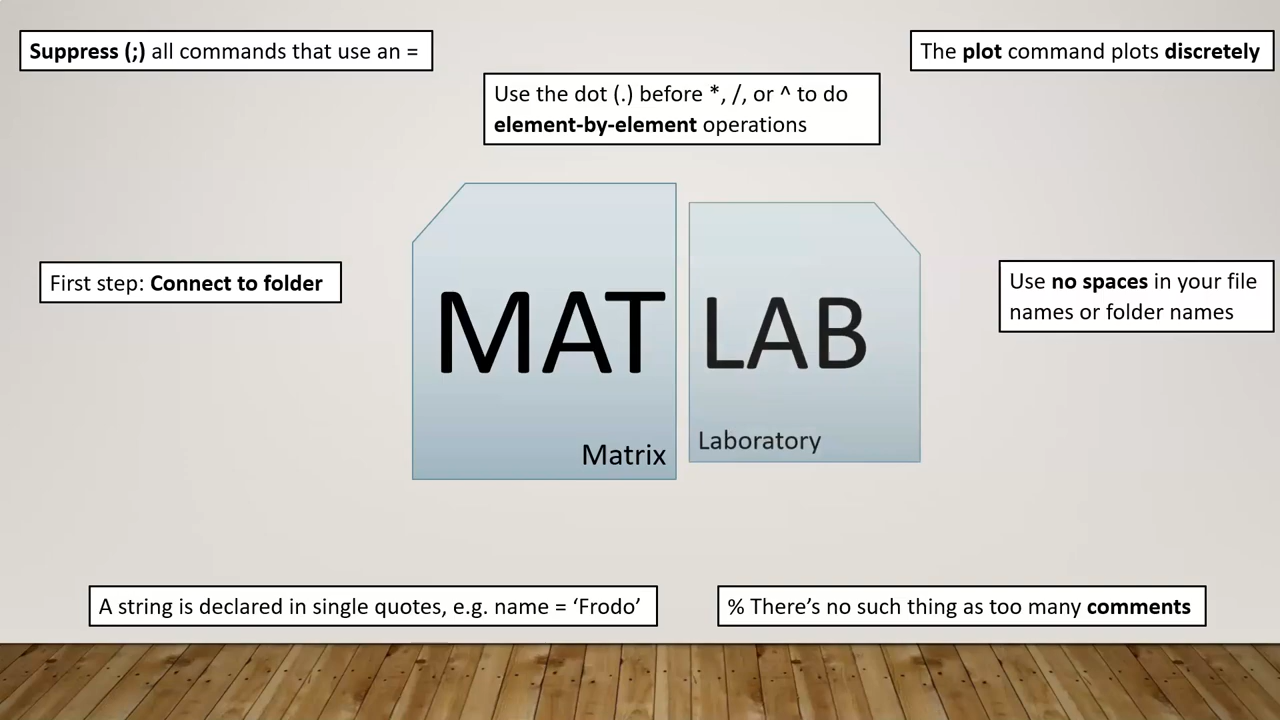 Suppress (;) all commands that use an =
The plot command plots discretely
Use the dot (.) before *, /, or ^ to do
element-by-element operations
First step: Connect to folder
Use no spaces in your file
names or folder names
MAT
LAB
Matrix
Laboratory
A string is declared in single quotes, e.g. name = ‘Frodo’
% There’s no such thing as too many comments